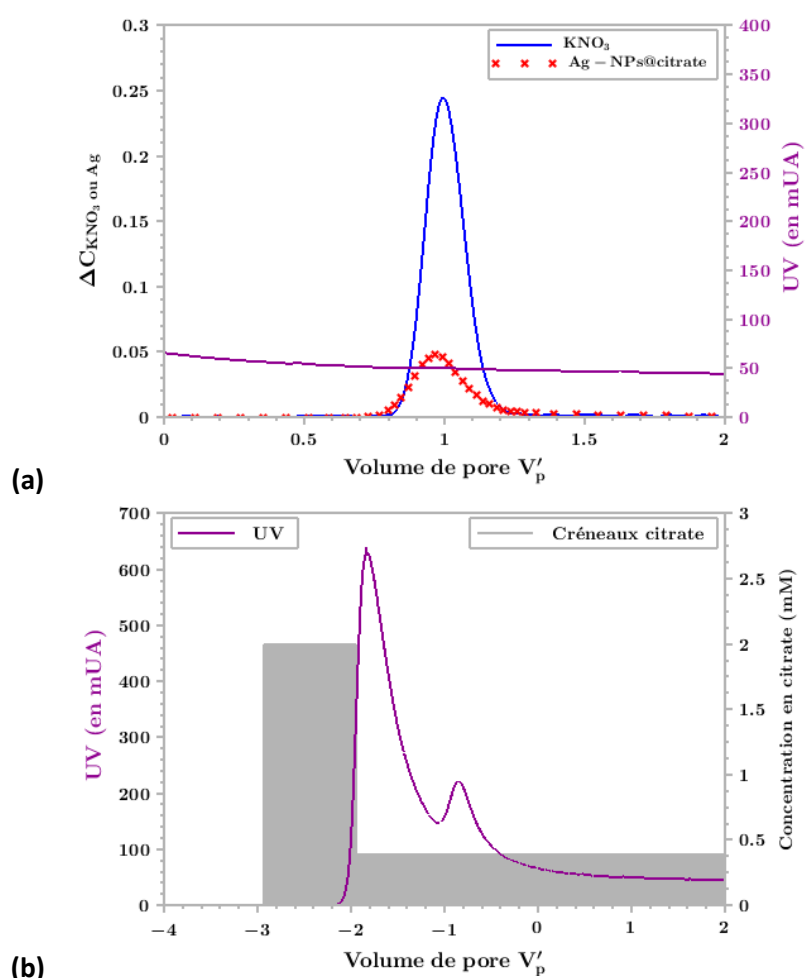 0.3
0.25
0.2
0.15
0.1
0.05
0
ΔC_KNO₃ ou Ag
KNO₃
Ag − NPs@citrate
400
350
300
250
200
150
100
50
0
UV (en mUA)
0 0.5 1 1.5 2
Volume de pore V′ₚ
(a)
700
600
500
400
300
200
100
0
UV (en mUA)
UV
Créneaux citrate
3
2.5
2
1.5
1
0.5
0
Concentration en citrate (mM)
−4 −3 −2 −1 0 1 2
Volume de pore V′ₚ
(b)